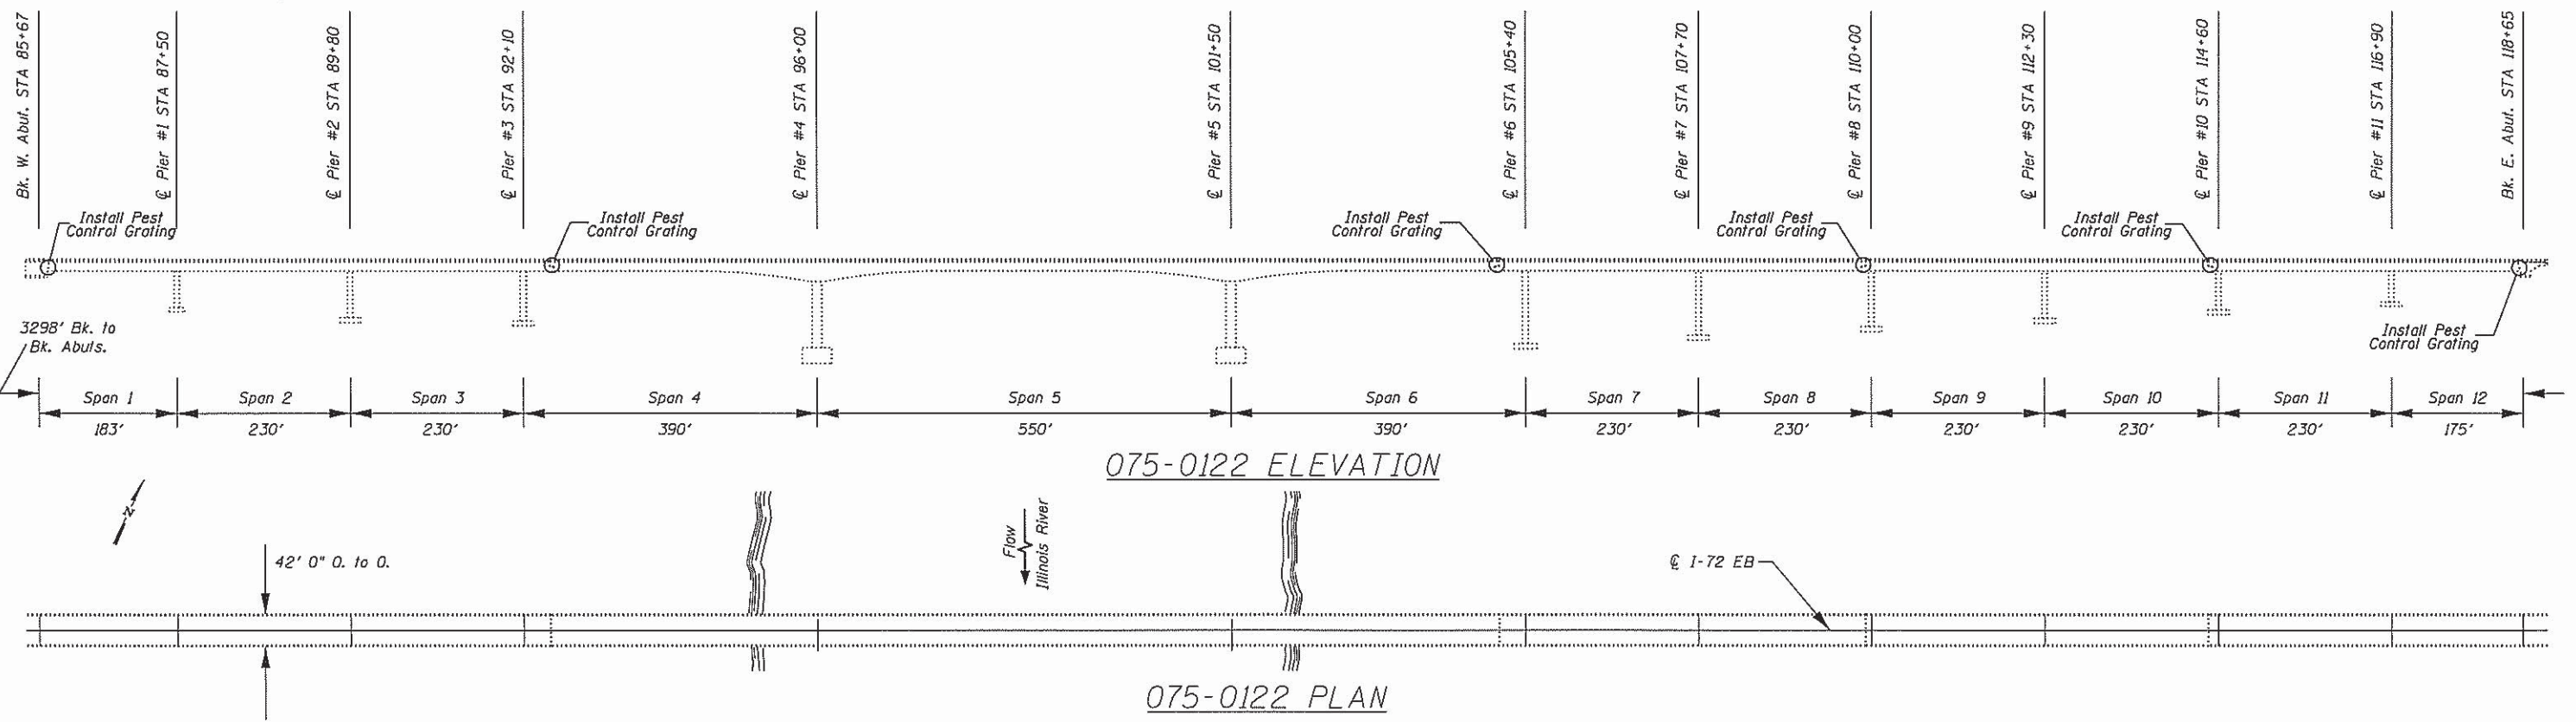 Bk. W. Abut. STA 85+67
℄ Pier #1 STA 87+50
℄ Pier #2 STA 89+80
℄ Pier #3 STA 92+10
℄ Pier #4 STA 96+00
℄ Pier #5 STA 101+50
℄ Pier #6 STA 105+40
℄ Pier #7 STA 107+70
℄ Pier #8 STA 110+00
℄ Pier #9 STA 112+30
℄ Pier #10 STA 114+60
℄ Pier #11 STA 116+90
Bk. E. Abut. STA 118+65
Install Pest
Control Grating
Install Pest
Control Grating
Install Pest
Control Grating
Install Pest
Control Grating
Install Pest
Control Grating
Install Pest
Control Grating
3298' Bk. to
Bk. Abuts.
Span 1
Span 2
Span 3
Span 4
Span 5
Span 6
Span 7
Span 8
Span 9
Span 10
Span 11
Span 12
183'
230'
230'
390'
550'
390'
230'
230'
230'
230'
230'
175'
075-0122 ELEVATION
N
42' 0" O. to O.
Flow
Illinois River
℄ I-72 EB
075-0122 PLAN